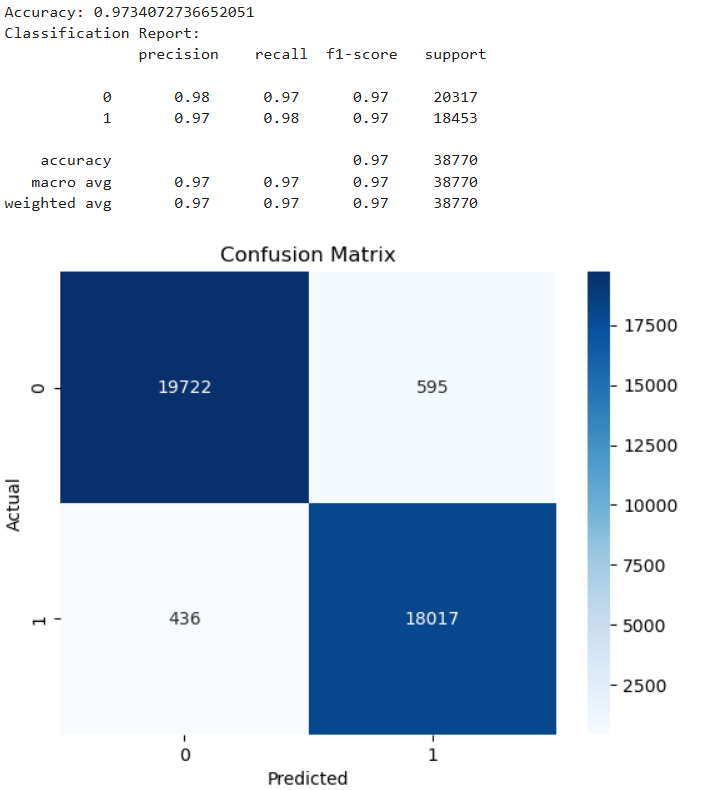 Accuracy: 0.9734072736652051
Classification Report:
precision recall f1-score support
0 0.98 0.97 0.97 20317
1 0.97 0.98 0.97 18453
accuracy 0.97 38770
macro avg 0.97 0.97 0.97 38770
weighted avg 0.97 0.97 0.97 38770
Confusion Matrix
17500
15000
12500
10000
7500
5000
2500
Actual
0
19722 595
1
436 18017
0 1
Predicted